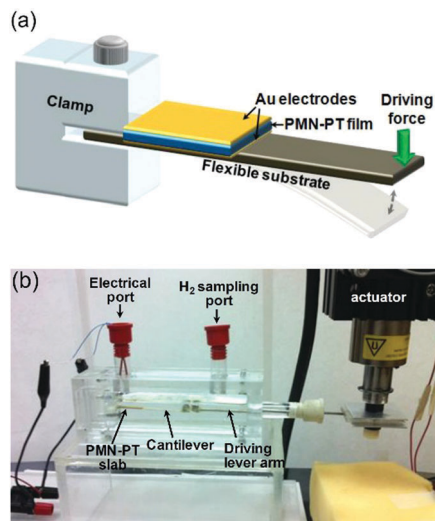 (a)
Clamp
Au electrodes
PMN-PT film
Driving
force
Flexible substrate
(b)
Electrical
port
H₂ sampling
port
actuator
PMN-PT
slab
Cantilever
Driving
lever arm